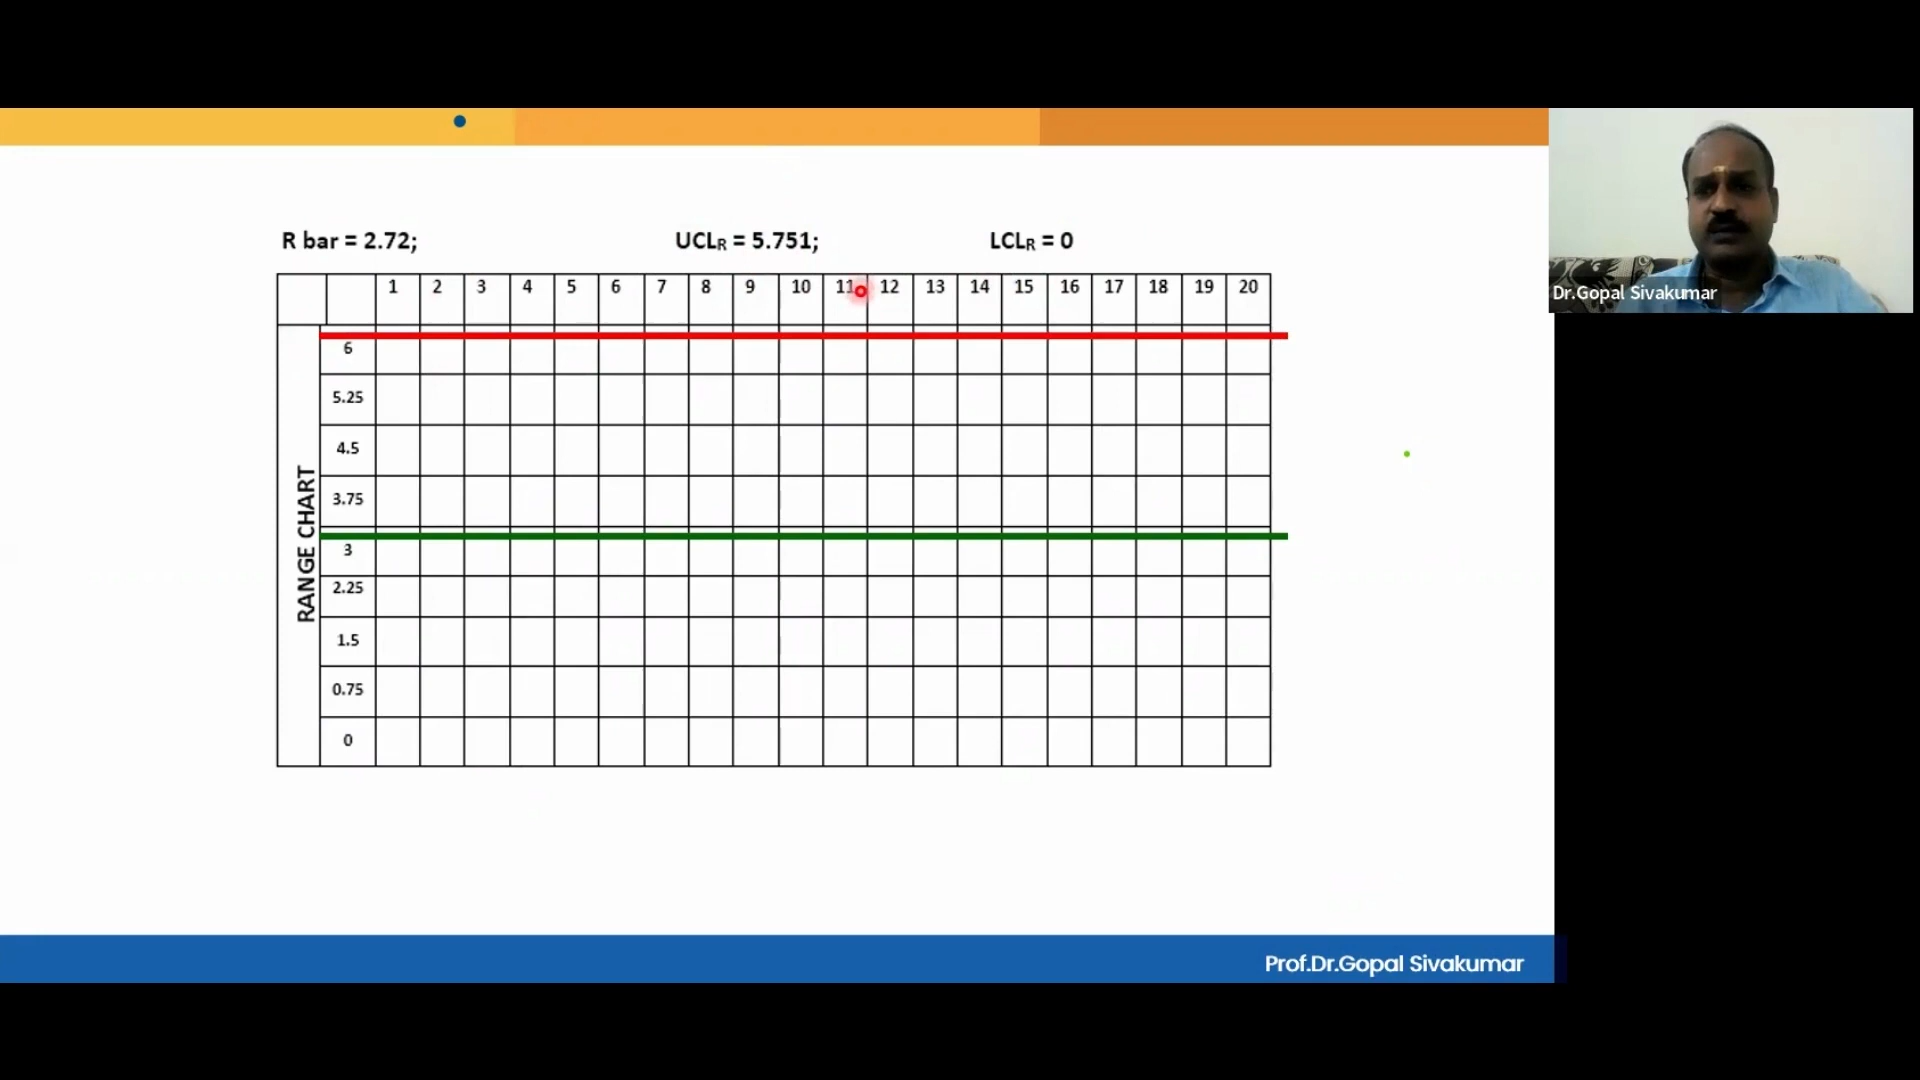 R bar = 2.72; UCLR = 5.751; LCLR = 0
1 2 3 4 5 6 7 8 9 10 11 12 13 14 15 16 17 18 19 20
RANGE CHART
6
5.25
4.5
3.75
3
2.25
1.5
0.75
0
Dr.Gopal Sivakumar
Prof.Dr.Gopal Sivakumar